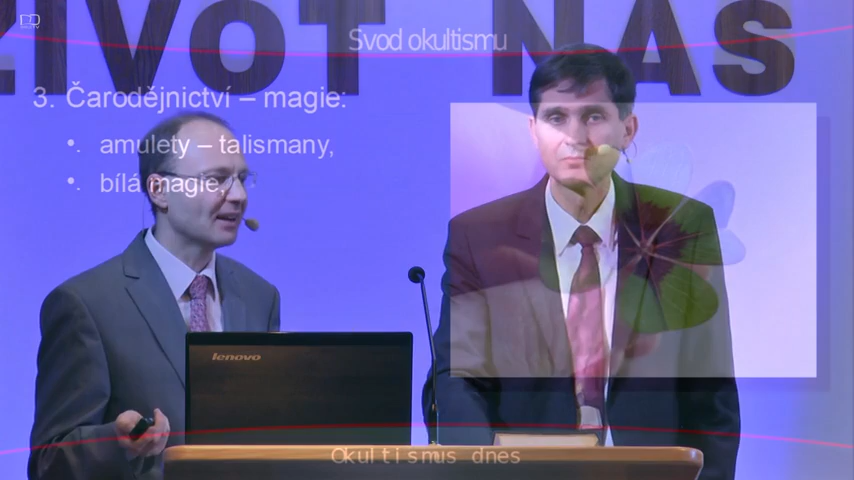 ŽIVOT NÁS
Svod okultismu
3. Čarodějnictví – magie:
• amulety – talismany,
• bílá magie,
lenovo
Okultismus dnes